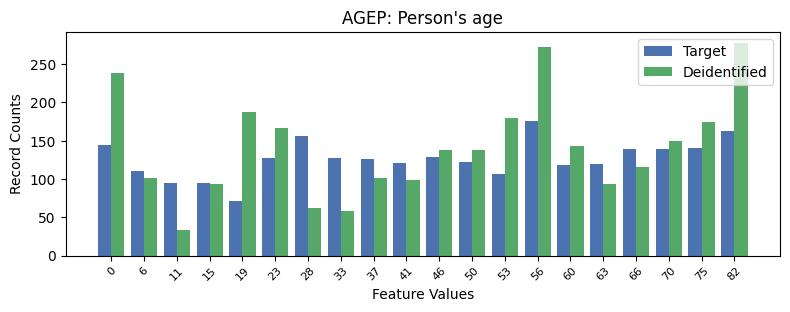 AGEP: Person's age
Target
Deidentified
Record Counts
250
200
150
100
50
0
0 6 11 15 19 23 28 33 37 41 46 50 53 56 60 63 66 70 75 82
Feature Values